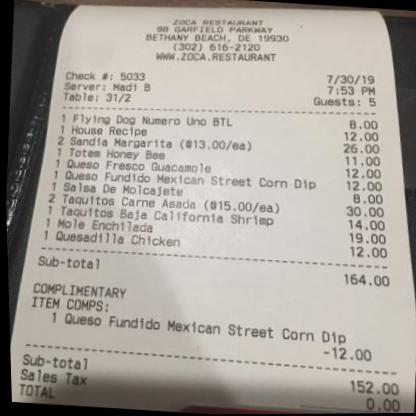 ZOCA RESTAURANT
98 GARFIELD PARKWAY
BETHANY BEACH, DE 19930
(302) 616-2120
WWW.ZOCA.RESTAURANT
Check #: 5033 7/30/19
Server: Madi B 7:53 PM
Table: 31/2 Guests: 5
1 Flying Dog Numero Uno BTL 8.00
1 House Recipe 12.00
2 Sandia Margarita (@13.00/ea) 26.00
1 Totem Honey Bee 11.00
1 Queso Fresco Guacamole 12.00
1 Queso Fundido Mexican Street Corn Dip 12.00
1 Salsa De Molcajete 8.00
2 Taquitos Carne Asada (@15.00/ea) 30.00
1 Taquitos Baja California Shrimp 14.00
1 Mole Enchilada 19.00
1 Quesadilla Chicken 12.00
Sub-total 164.00
COMPLIMENTARY
ITEM COMPS:
1 Queso Fundido Mexican Street Corn Dip
-12.00
Sub-total 152.00
Sales Tax 0.00
TOTAL